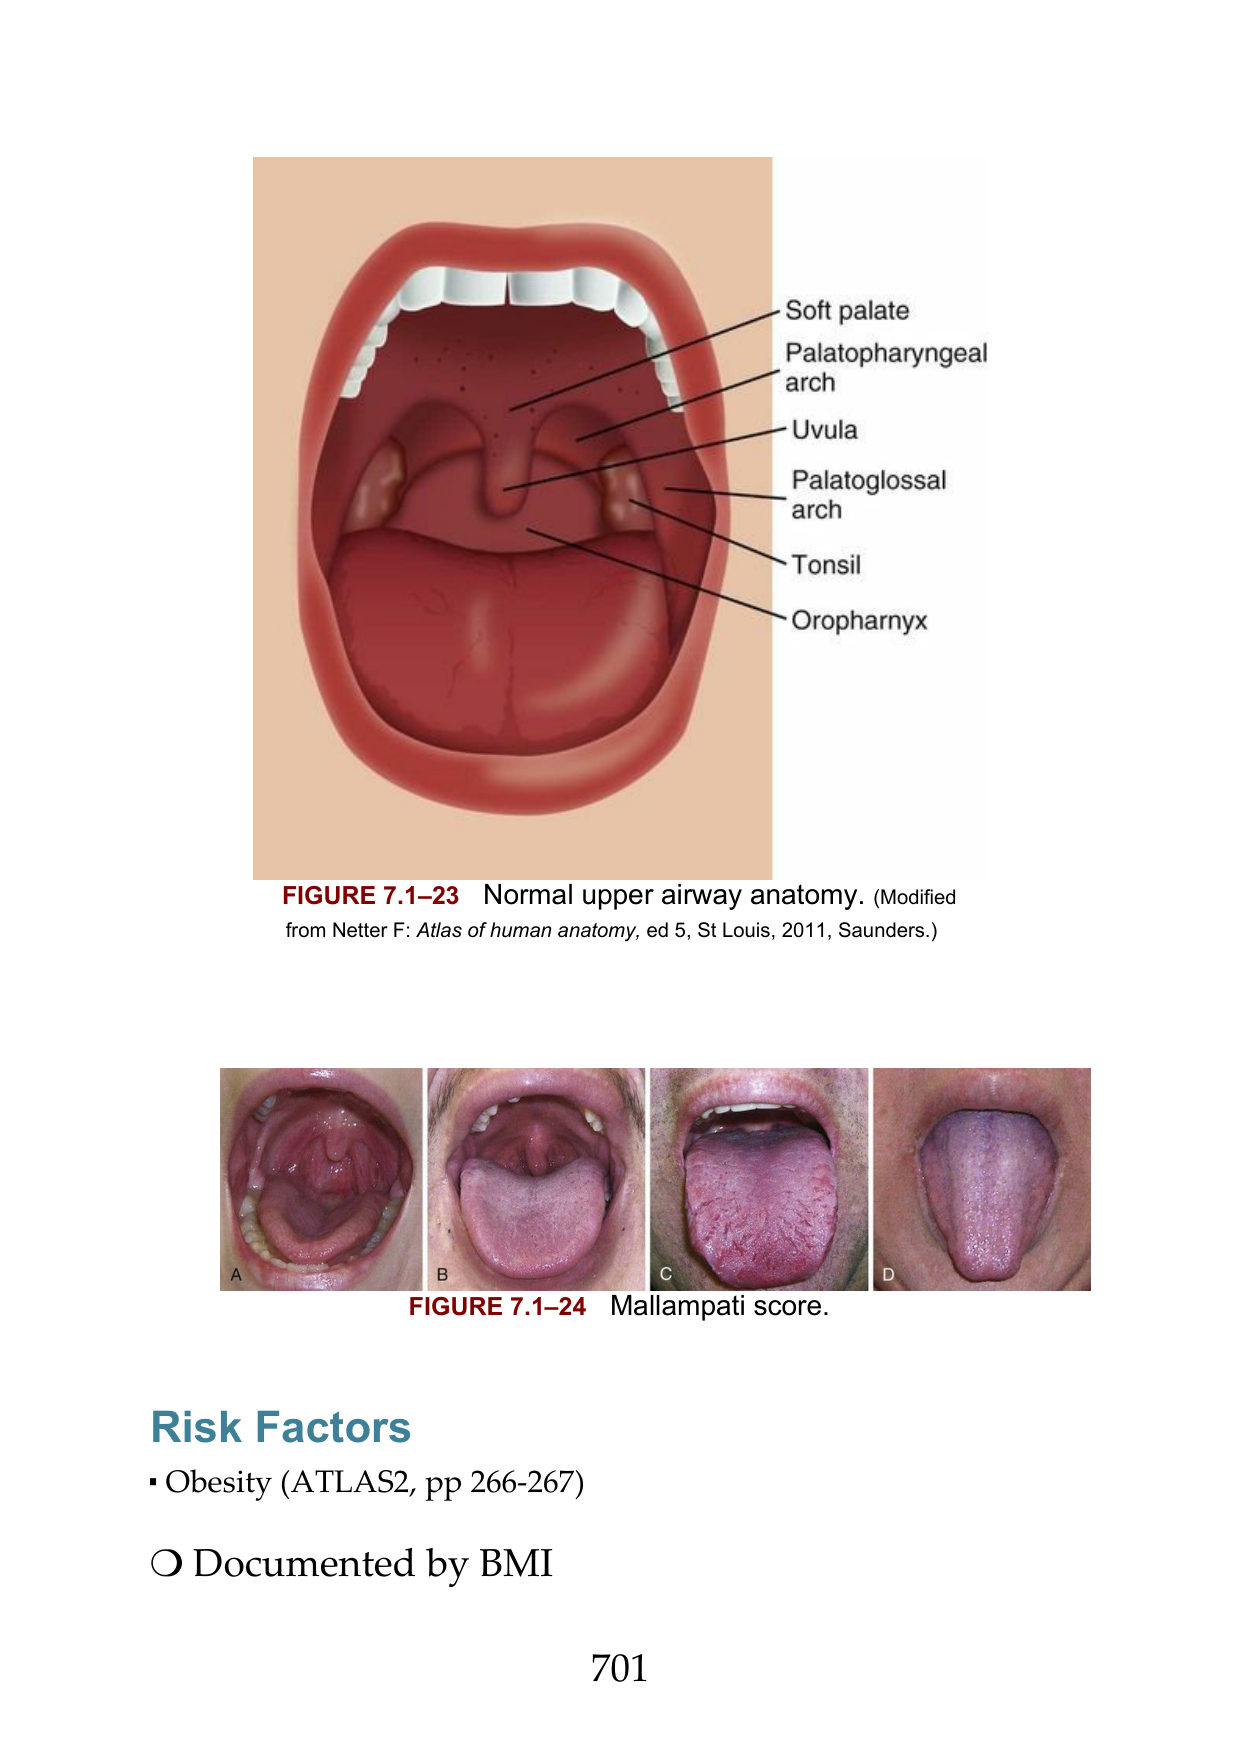 Soft palate
Palatopharyngeal
arch
Uvula
Palatoglossal
arch
Tonsil
Oropharnyx
FIGURE 7.1–23 Normal upper airway anatomy. (Modified
from Netter F: Atlas of human anatomy, ed 5, St Louis, 2011, Saunders.)
A B C D
FIGURE 7.1–24 Mallampati score.
Risk Factors
▪ Obesity (ATLAS2, pp 266-267)
❍ Documented by BMI
701